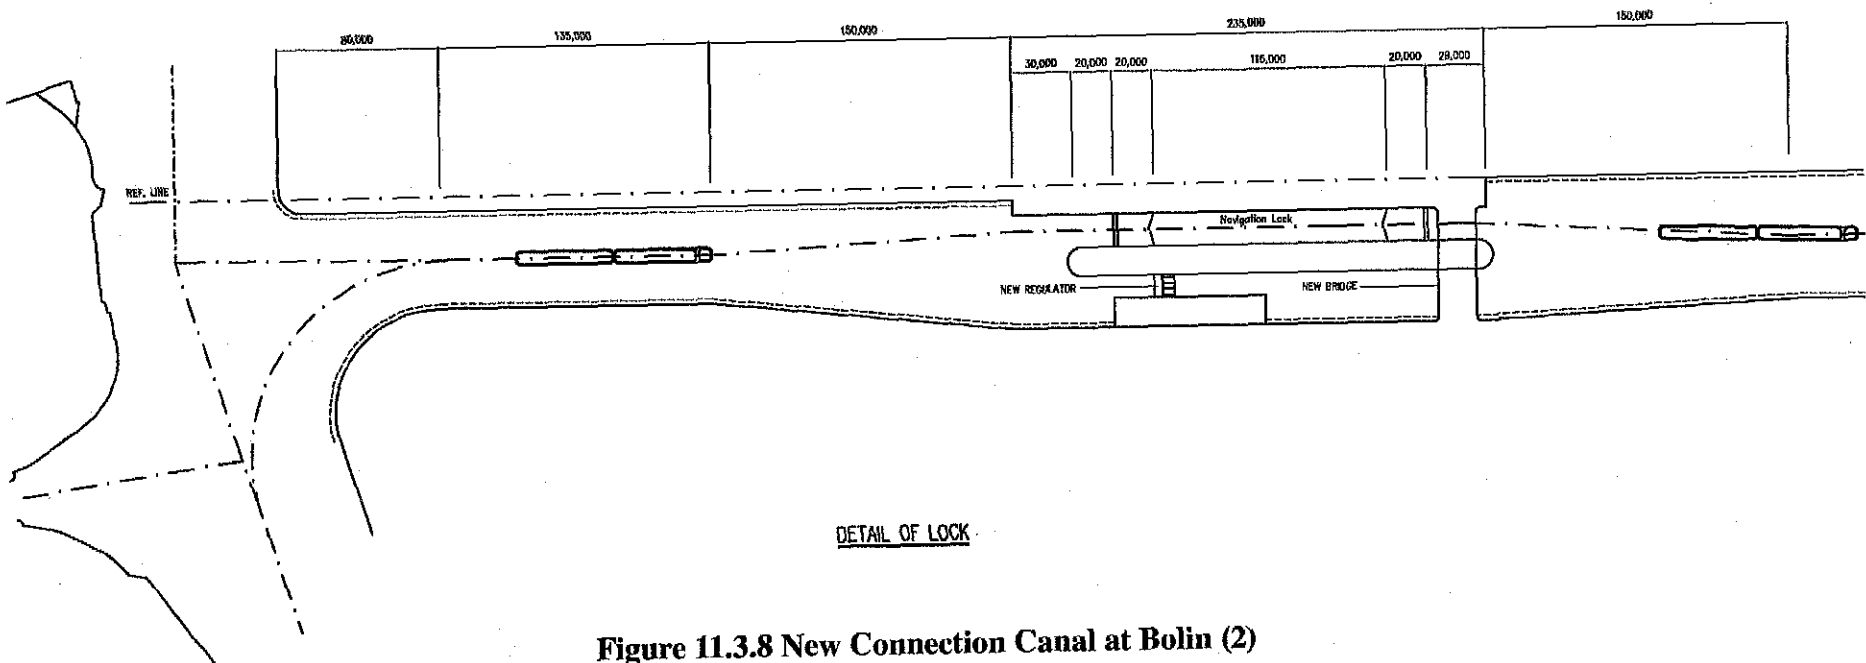 80,000 135,000 150,000 235,000 150,000
30,000 20,000 20,000 116,000 20,000 29,000
REF. LINE
Navigation Lock
NEW REGULATOR
NEW BRIDGE
DETAIL OF LOCK
Figure 11.3.8 New Connection Canal at Bolin (2)